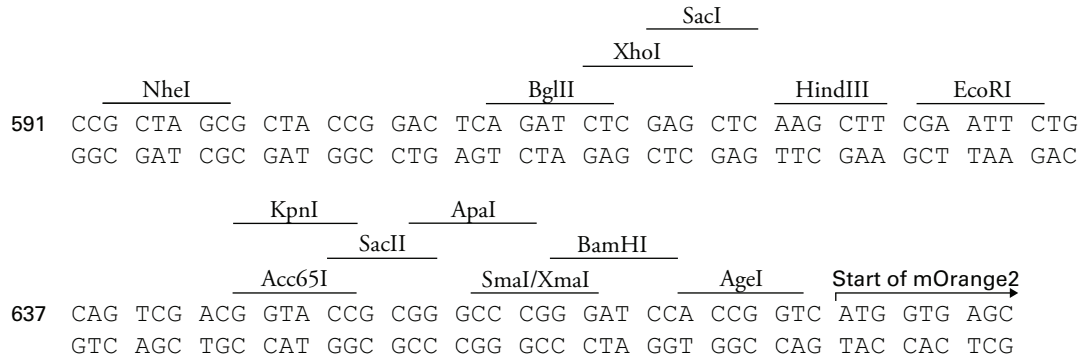 SacI
XhoI
NheI BglII HindIII EcoRI
591 CCG CTA GCG CTA CCG GAC TCA GAT CTC GAG CTC AAG CTT CGA ATT CTG
GGC GAT CGC GAT GGC CTG AGT CTA GAG CTC GAG TTC GAA GCT TAA GAC
KpnI ApaI
SacII BamHI
Acc65I SmaI/XmaI AgeI Start of mOrange2
637 CAG TCG ACG GTA CCG CGG GCC CGG GAT CCA CCG GTC ATG GTG AGC
GTC AGC TGC CAT GGC GCC CGG GCC CTA GGT GGC CAG TAC CAC TCG